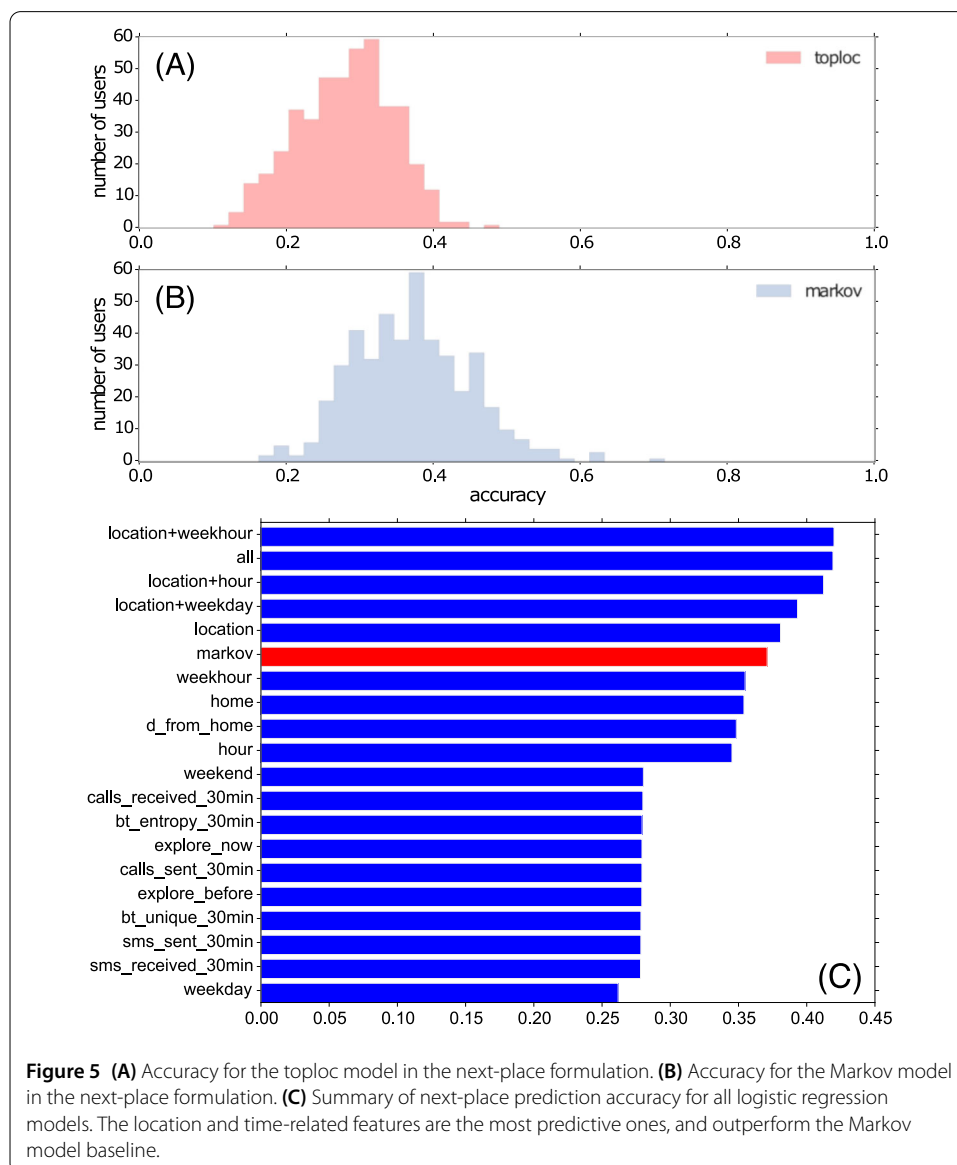 60
50
40
30
20
10
0
number of users
(A)
toploc
0.0 0.2 0.4 0.6 0.8 1.0
60
50
40
30
20
10
0
number of users
(B)
markov
0.0 0.2 0.4 0.6 0.8 1.0
accuracy
location+weekhour
all
location+hour
location+weekday
location
markov
weekhour
home
d_from_home
hour
weekend
calls_received_30min
bt_entropy_30min
explore_now
calls_sent_30min
explore_before
bt_unique_30min
sms_sent_30min
sms_received_30min
weekday
(C)
0.00 0.05 0.10 0.15 0.20 0.25 0.30 0.35 0.40 0.45
Figure 5 (A) Accuracy for the toploc model in the next-place formulation. (B) Accuracy for the Markov model
in the next-place formulation. (C) Summary of next-place prediction accuracy for all logistic regression
models. The location and time-related features are the most predictive ones, and outperform the Markov
model baseline.